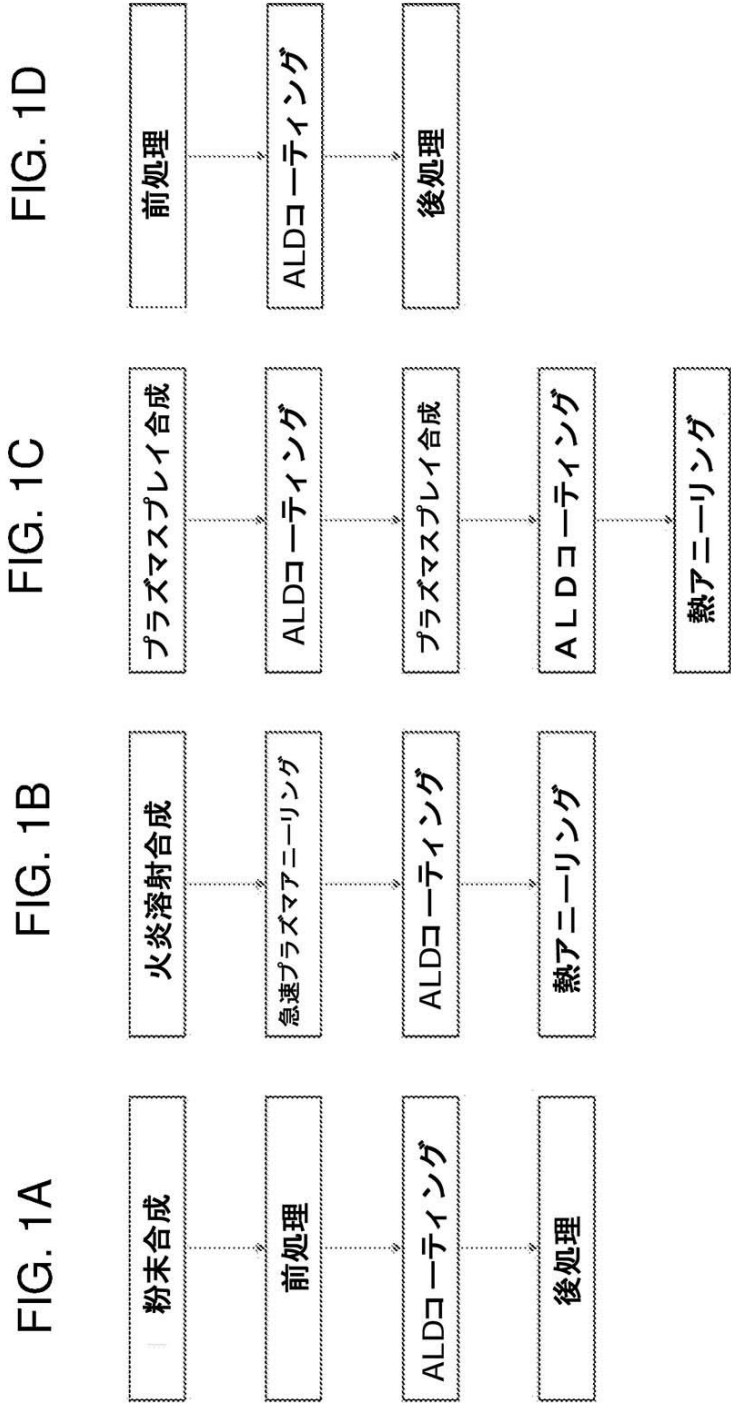 FIG. 1A
粉末合成
前処理
ALDコーティング
後処理
FIG. 1B
火炎溶射合成
急速プラズマアニーリング
ALDコーティング
熱アニーリング
FIG. 1C
プラズマスプレイ合成
ALDコーティング
プラズマスプレイ合成
ALDコーティング
熱アニーリング
FIG. 1D
前処理
ALDコーティング
後処理